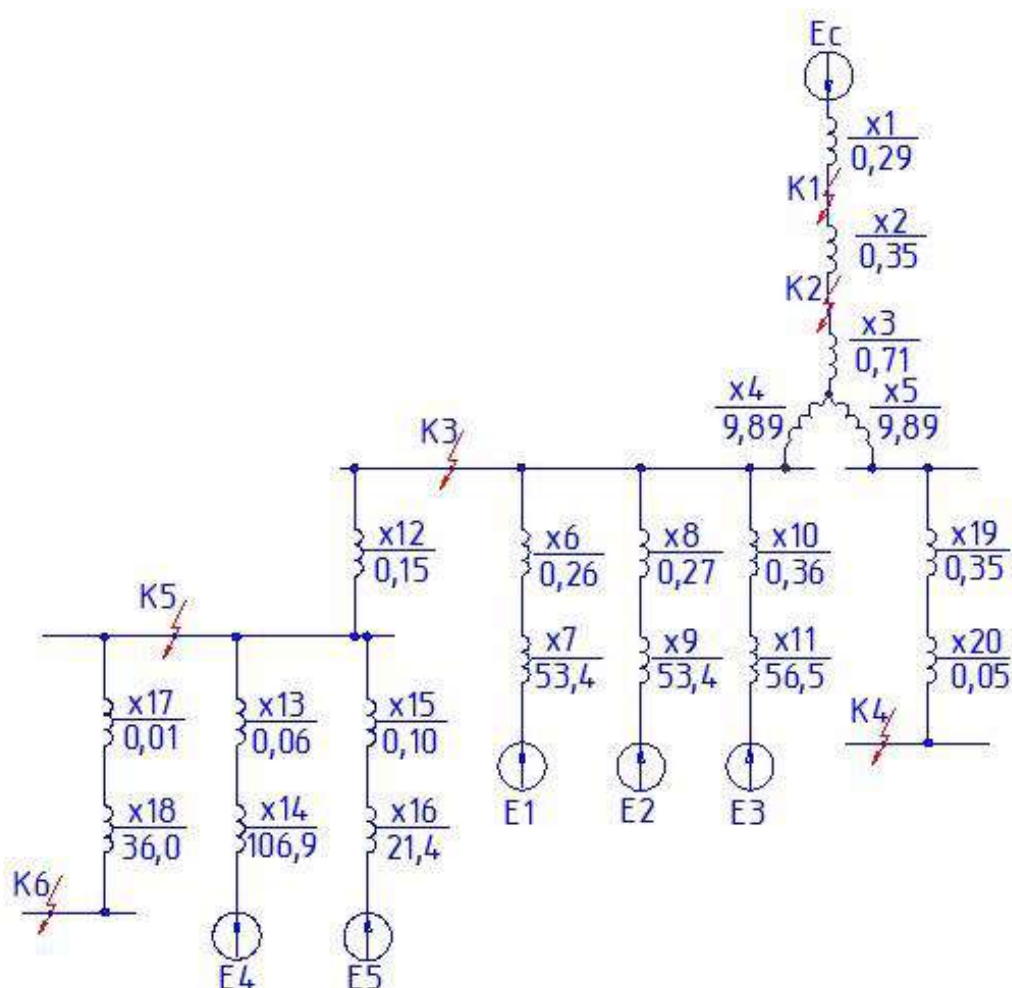 Ec
x1
0,29
K1
x2
0,35
K2
x3
0,71
x4
9,89
x5
9,89
K3
x12
0,15
x6
0,26
x8
0,27
x10
0,36
x19
0,35
K5
x7
53,4
x9
53,4
x11
56,5
x20
0,05
x17
0,01
x13
0,06
x15
0,10
K4
E1
E2
E3
x18
36,0
x14
106,9
x16
21,4
K6
E4
E5